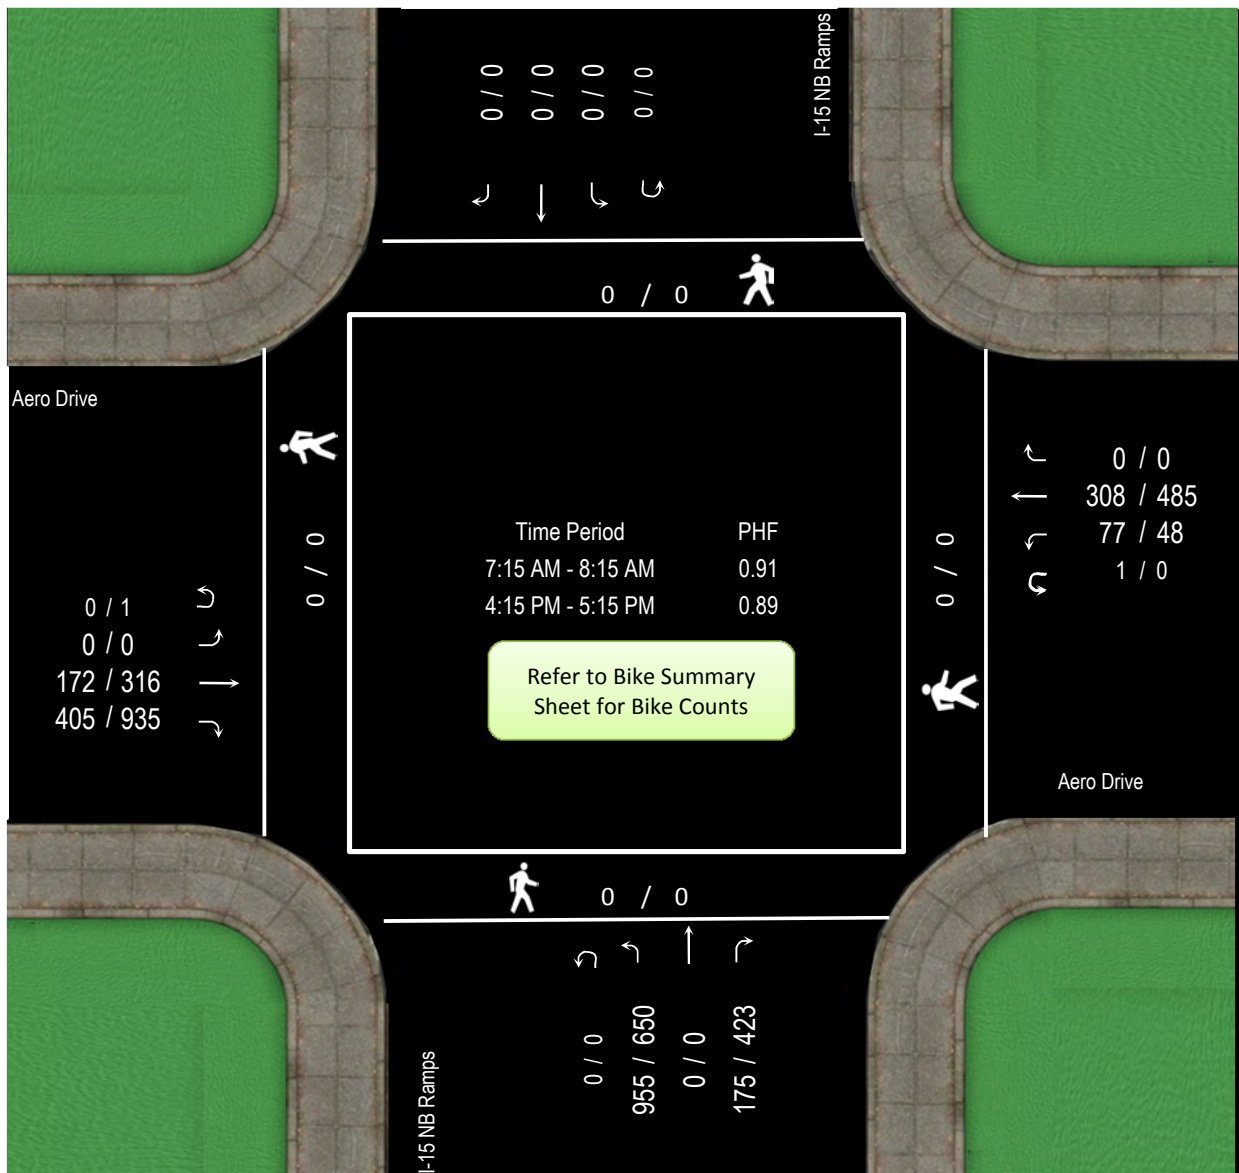 I-15 NB Ramps
0 / 0
0 / 0
0 / 0
0 / 0
0 / 0
Aero Drive
0 / 0
308 / 485
77 / 48
1 / 0
0 / 0
0 / 0
Time Period PHF
7:15 AM - 8:15 AM 0.91
4:15 PM - 5:15 PM 0.89
0 / 1
0 / 0
172 / 316
405 / 935
Refer to Bike Summary
Sheet for Bike Counts
Aero Drive
0 / 0
0 / 0
955 / 650
0 / 0
175 / 423
I-15 NB Ramps